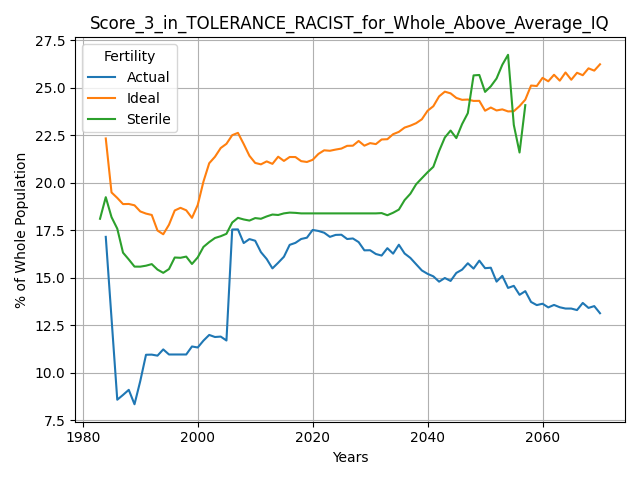 Score_3_in_TOLERANCE_RACIST_for_Whole_Above_Average_IQ
27.5
25.0
22.5
20.0
17.5
15.0
12.5
10.0
7.5
% of Whole Population
Fertility
Actual
Ideal
Sterile
1980
2000
2020
2040
2060
Years